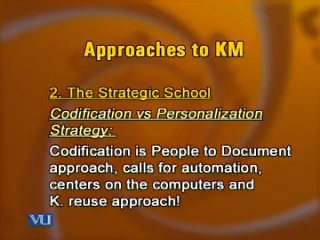 Approaches to KM
2. The Strategic School
Codification vs Personalization
Strategy:
Codification is People to Document
approach, calls for automation,
centers on the computers and
K. reuse approach!
VU